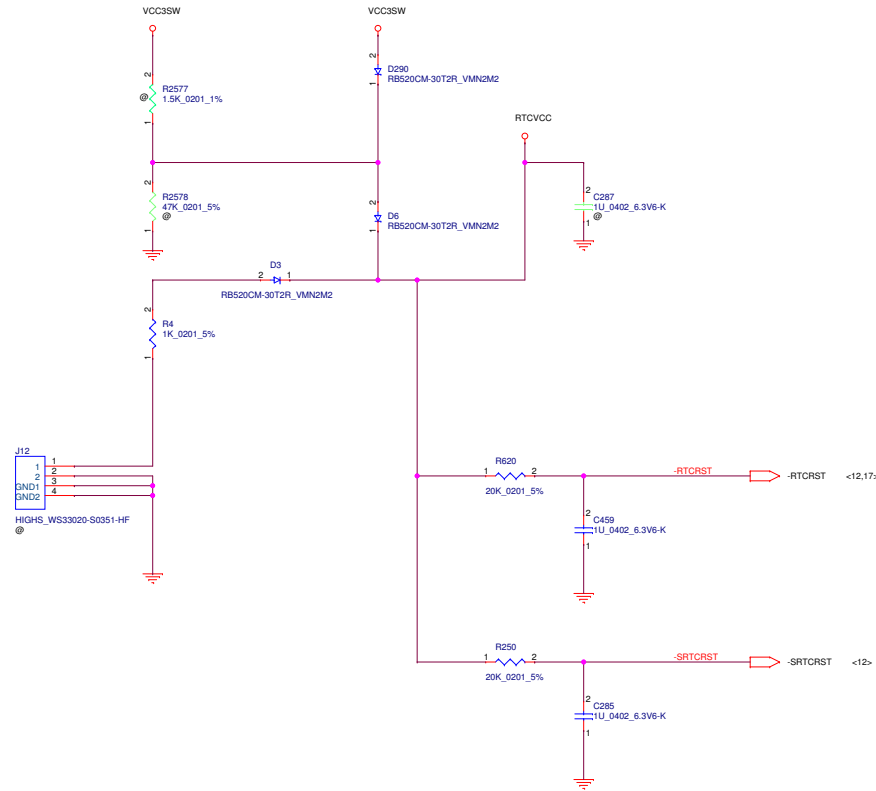 VCC3SW
VCC3SW
2
D290
RB520CM-30T2R_VMN2M2
1
2
R2577
@
1.5K_0201_1%
1
RTCVCC
2
R2578
47K_0201_5%
@
1
2
D6
RB520CM-30T2R_VMN2M2
1
2
C287
1U_0402_6.3V6-K
@
1
D3
2
1
RB520CM-30T2R_VMN2M2
2
R4
1K_0201_5%
1
J12
1
2
GND1
GND2
1
2
3
4
HIGHS_WS33020-S0351-HF
@
R620
1
2
20K_0201_5%
-RTCRST
-RTCRST
<12,17>
2
C459
1U_0402_6.3V6-K
1
R250
1
2
20K_0201_5%
-SRTCRST
-SRTCRST
<12>
2
C285
1U_0402_6.3V6-K
1